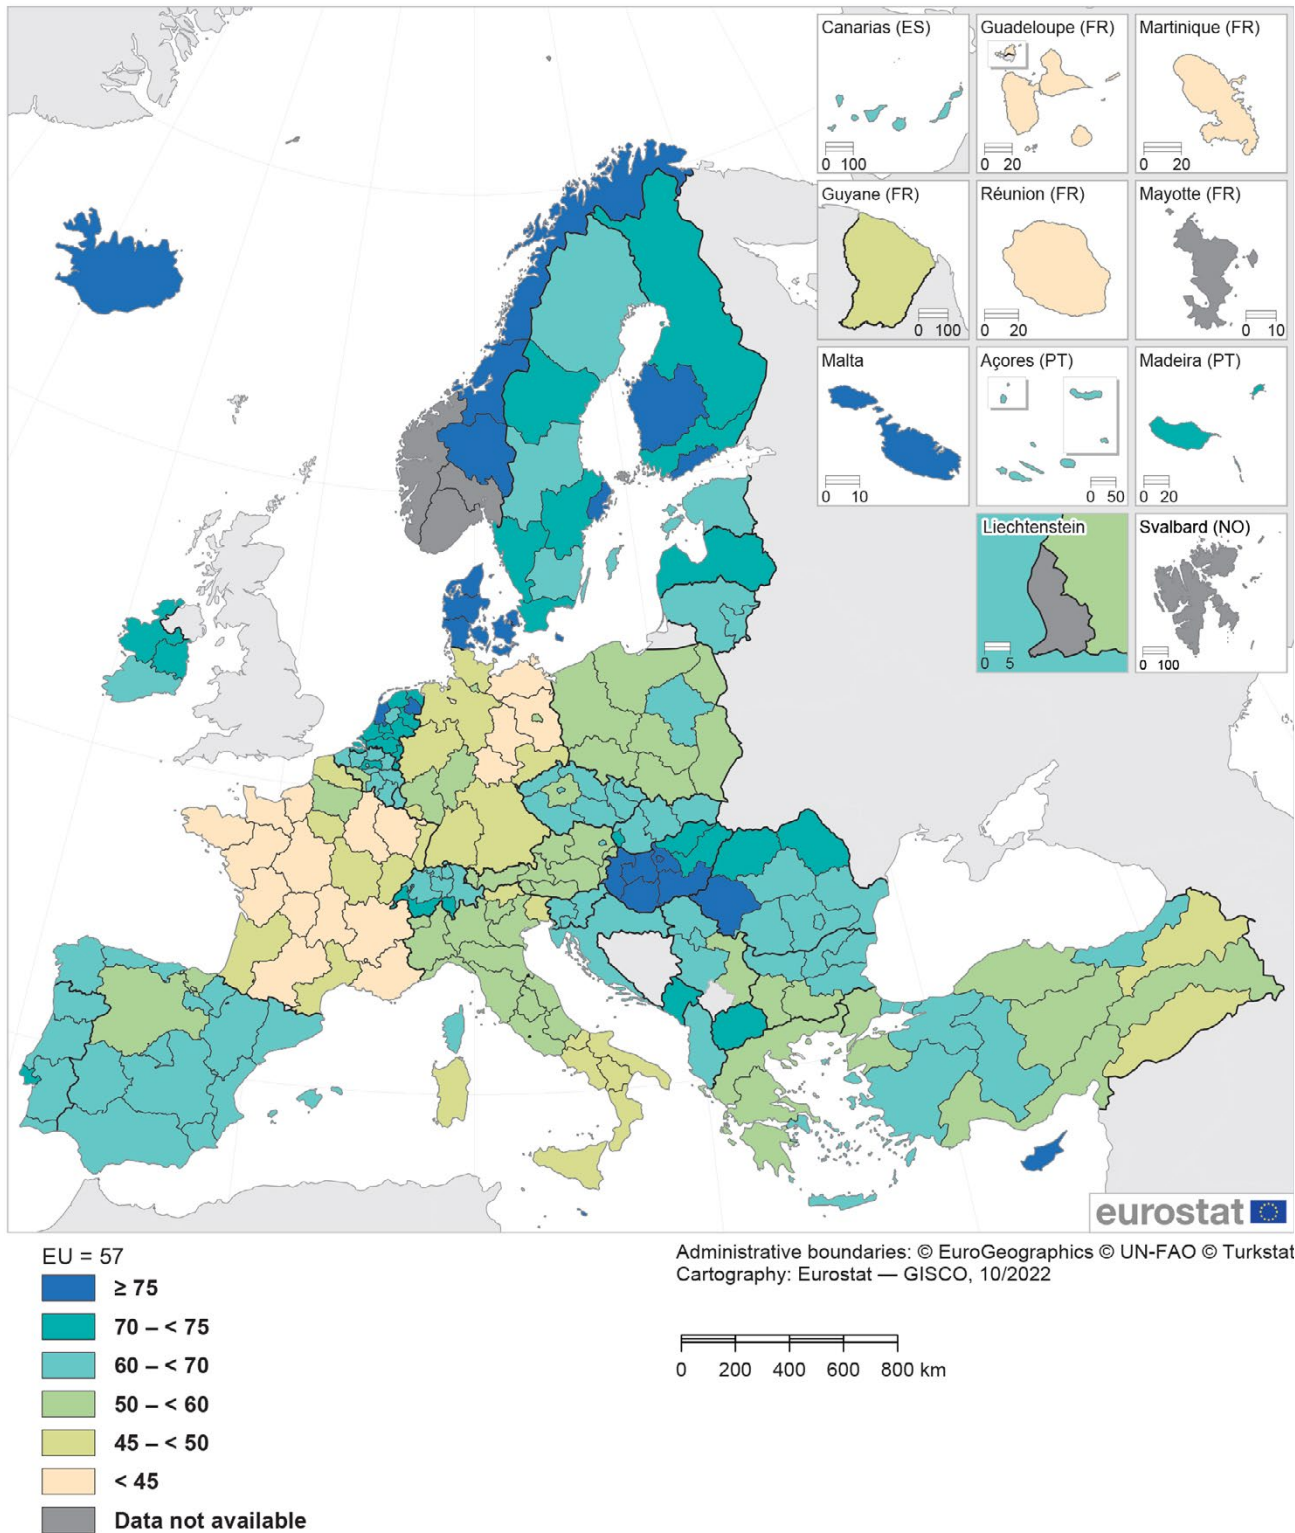 Canarias (ES)
0 100
Guadeloupe (FR)
0 20
Martinique (FR)
0 20
Guyane (FR)
0 100
Réunion (FR)
0 20
Mayotte (FR)
0 10
Malta
0 10
Açores (PT)
0 50
Madeira (PT)
0 20
Liechtenstein
0 5
Svalbard (NO)
0 100
eurostat
EU = 57
≥ 75
70 – < 75
60 – < 70
50 – < 60
45 – < 50
< 45
Data not available
Administrative boundaries: © EuroGeographics © UN-FAO © Turkstat
Cartography: Eurostat — GISCO, 10/2022
0 200 400 600 800 km